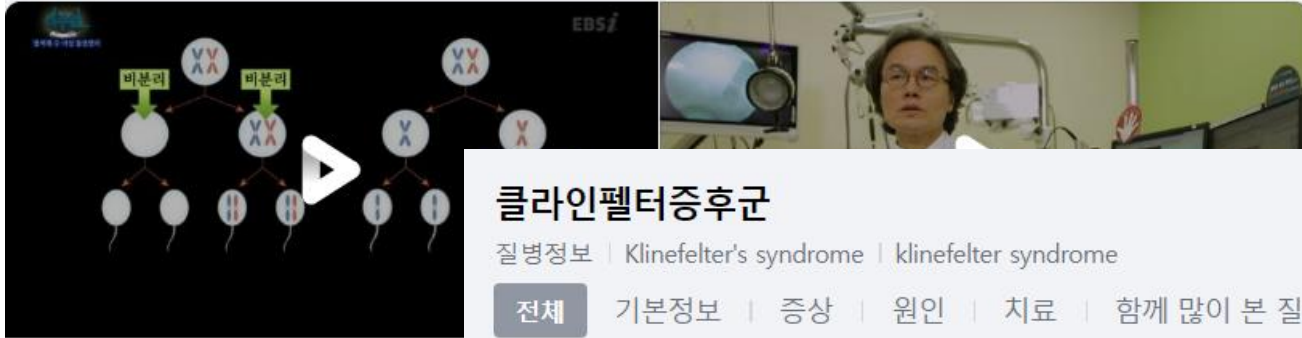 EBSi
비분리 비분리
클라인펠터증후군
질병정보 | Klinefelter's syndrome | klinefelter syndrome
전체 기본정보 | 증상 | 원인 | 치료 | 함께 많이 본 질